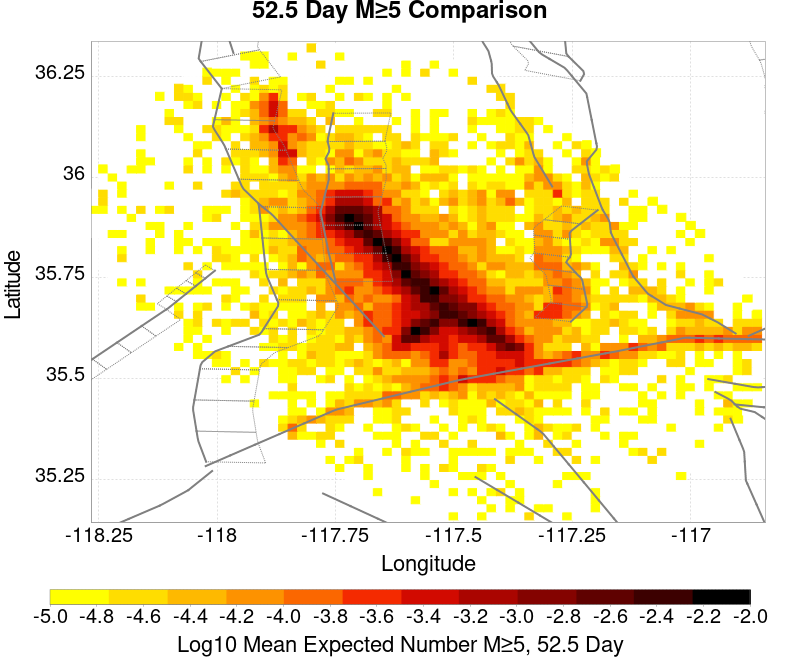 52.5 Day M≥5 Comparison
36.25
36
35.75
35.5
35.25
Latitude
-118.25 -118 -117.75 -117.5 -117.25 -117
Longitude
-5.0 -4.8 -4.6 -4.4 -4.2 -4.0 -3.8 -3.6 -3.4 -3.2 -3.0 -2.8 -2.6 -2.4 -2.2 -2.0
Log10 Mean Expected Number M≥5, 52.5 Day